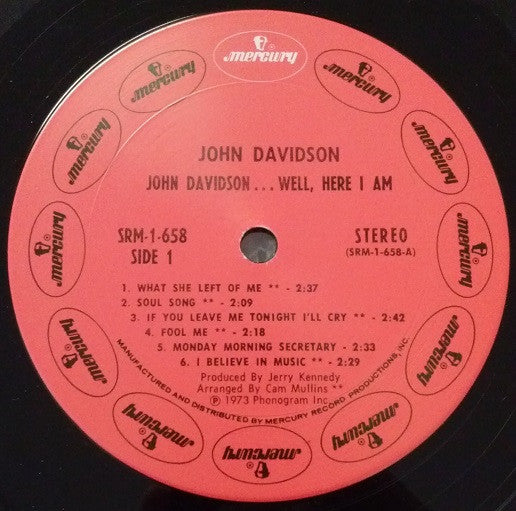 mercury
mercury
mercury
mercury
mercury
mercury
mercury
mercury
mercury
mercury
mercury
mercury
JOHN DAVIDSON
JOHN DAVIDSON...WELL, HERE I AM
SRM-1-658
SIDE 1
STEREO
(SRM-1-658-A)
1. WHAT SHE LEFT OF ME ** - 2:37
2. SOUL SONG ** - 2:09
3. IF YOU LEAVE ME TONIGHT I'LL CRY ** - 2:42
4. FOOL ME ** - 2:18
5. MONDAY MORNING SECRETARY - 2:33
6. I BELIEVE IN MUSIC ** - 2:29
Produced By Jerry Kennedy
Arranged By Cam Mullins **
Ⓟ 1973 Phonogram Inc.
MANUFACTURED AND DISTRIBUTED BY MERCURY RECORD PRODUCTIONS, INC.